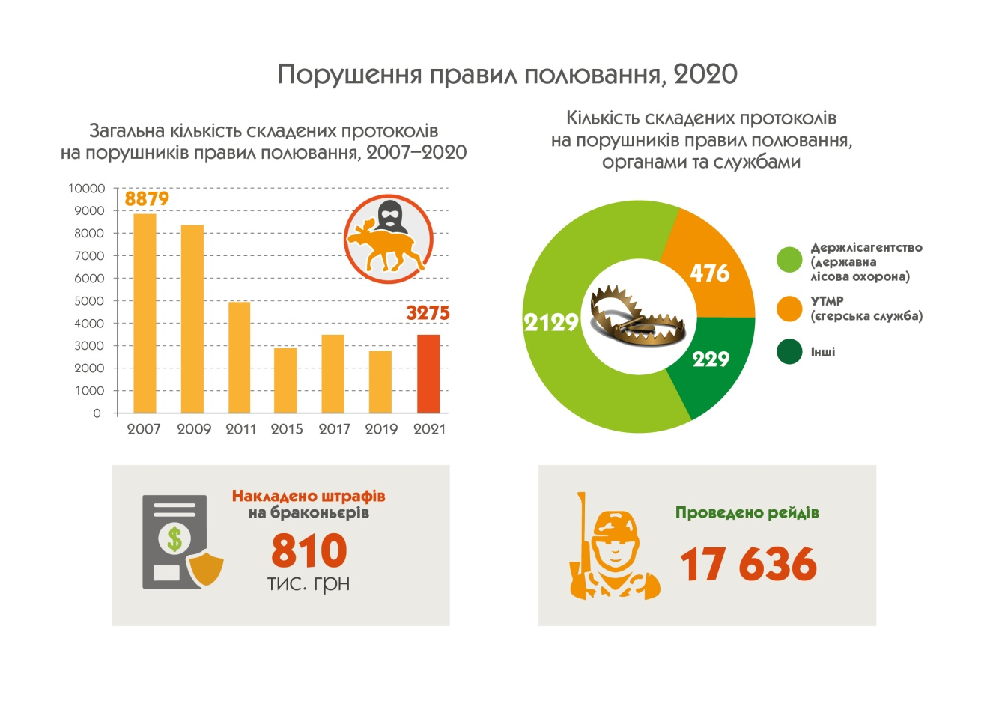 Порушення правил полювання, 2020
Загальна кількість складених протоколів
на порушників правил полювання, 2007–2020
10000
9000
8000
7000
6000
5000
4000
3000
2000
1000
0
8879
3275
2007
2009
2011
2015
2017
2019
2021
Кількість складених протоколів
на порушників правил полювання,
органами та службами
476
2129
229
Держлісагентство
(державна
лісова охорона)
УТМР
(єгерська служба)
Інші
$
Накладено штрафів
на браконьєрів
810
тис. грн
Проведено рейдів
17 636